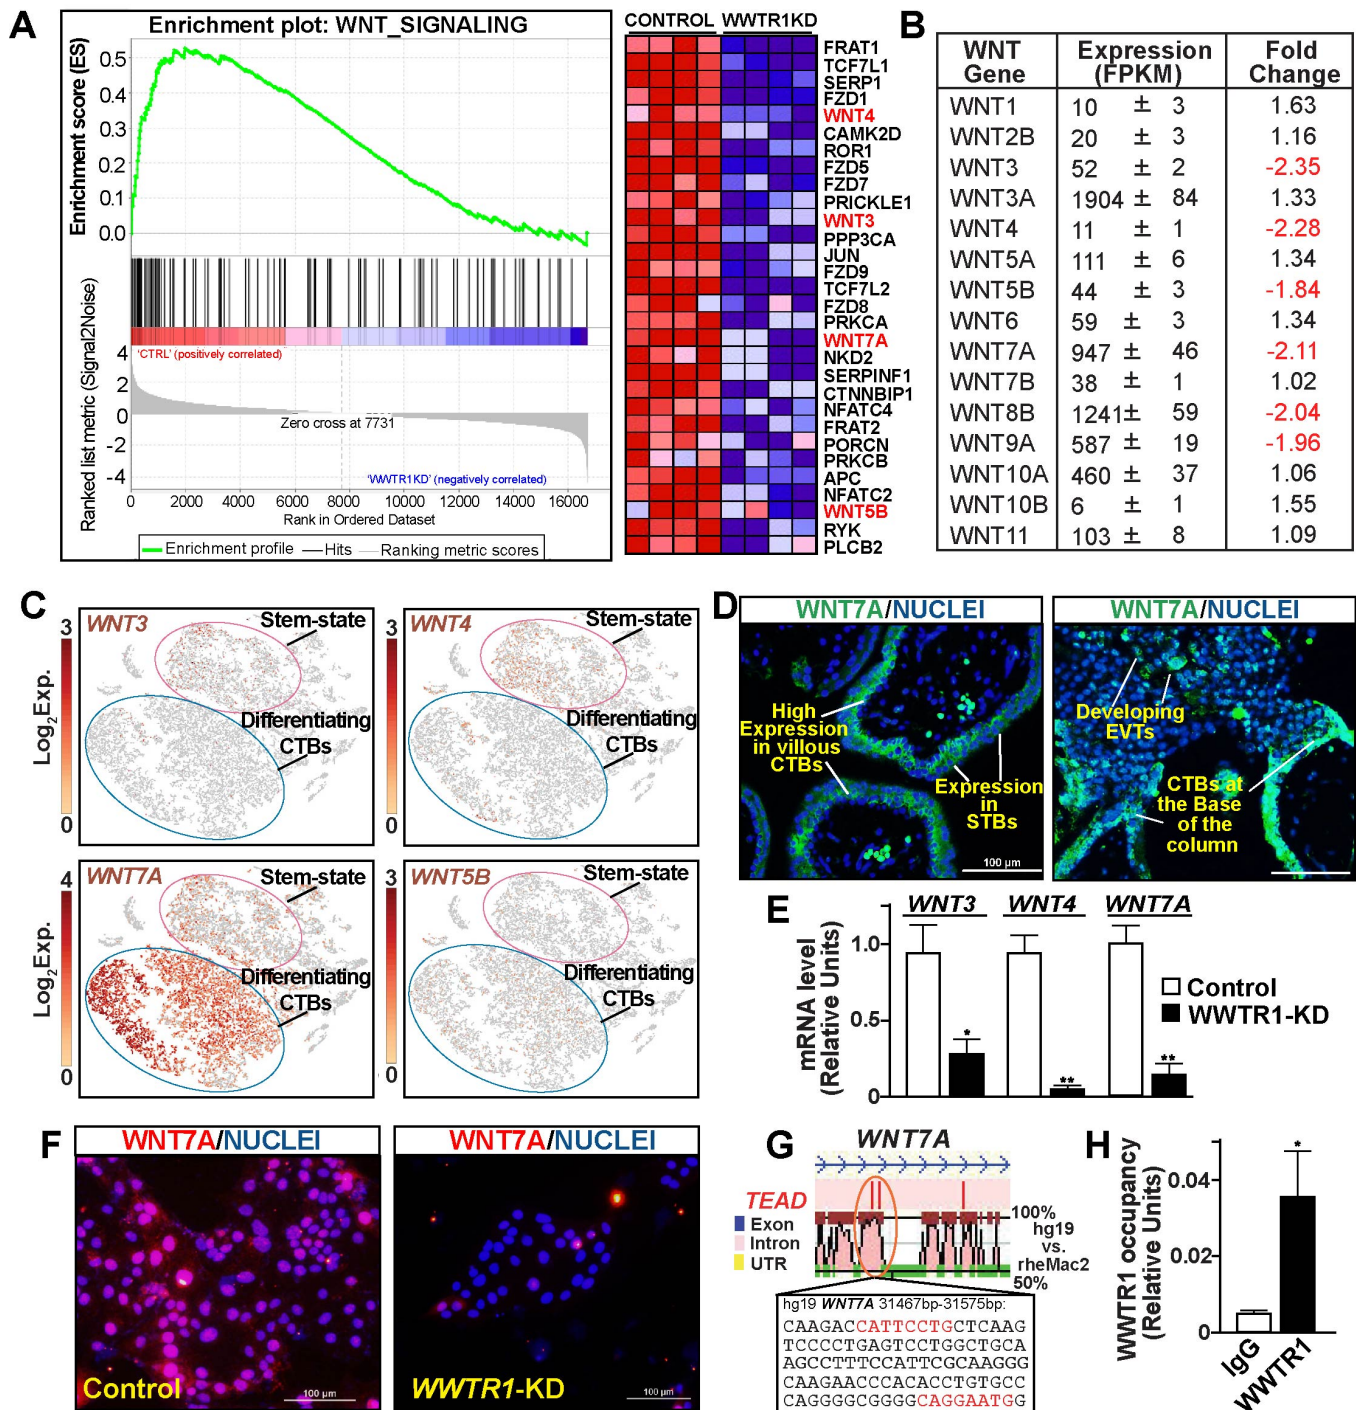 A
Enrichment plot: WNT_SIGNALING
Enrichment score (ES)
0.5
0.4
0.3
0.2
0.1
0.0
Ranked list metric (Signal2Noise)
4
2
0
-2
-4
'CTRL' (positively correlated)
Zero cross at 7731
'WWTR1KD' (negatively correlated)
0 2000 4000 6000 8000 10000 12000 14000 16000
Rank in Ordered Dataset
Enrichment profile Hits Ranking metric scores
CONTROL WWTR1KD
FRAT1
TCF7L1
SERP1
FZD1
WNT4
CAMK2D
ROR1
FZD5
FZD7
PRICKLE1
WNT3
PPP3CA
JUN
FZD9
TCF7L2
FZD8
PRKCA
WNT7A
NKD2
SERPINF1
CTNNBIP1
NFATC4
FRAT2
PORCN
PRKCB
APC
NFATC2
WNT5B
RYK
PLCB2
B
WNT Gene Expression (FPKM) Fold Change
WNT1 10 ± 3 1.63
WNT2B 20 ± 3 1.16
WNT3 52 ± 2 -2.35
WNT3A 1904 ± 84 1.33
WNT4 11 ± 1 -2.28
WNT5A 111 ± 6 1.34
WNT5B 44 ± 3 -1.84
WNT6 59 ± 3 1.34
WNT7A 947 ± 46 -2.11
WNT7B 38 ± 1 1.02
WNT8B 1241 ± 59 -2.04
WNT9A 587 ± 19 -1.96
WNT10A 460 ± 37 1.06
WNT10B 6 ± 1 1.55
WNT11 103 ± 8 1.09
C
3
Log2Exp.
0
WNT3
Stem-state
Differentiating
CTBs
3
0
WNT4
Stem-state
Differentiating
CTBs
4
Log2Exp.
0
WNT7A
Stem-state
Differentiating
CTBs
3
0
WNT5B
Stem-state
Differentiating
CTBs
D
WNT7A/NUCLEI
High
Expression
in villous
CTBs
Expression
in
STBs
100 µm
WNT7A/NUCLEI
Developing
EVTs
CTBs at
the Base
of the
column
E
mRNA level
(Relative Units)
1.0
0.5
0
WNT3 WNT4 WNT7A
*
**
**
Control
WWTR1-KD
F
WNT7A/NUCLEI
Control
100 µm
WNT7A/NUCLEI
WWTR1-KD
100 µm
G
WNT7A
TEAD
Exon
Intron
UTR
100%
hg19
vs.
rheMac2
50%
hg19 WNT7A 31467bp-31575bp:
CAAGACCATTCCTGCTCAAG
TCCCCTGAGTCCTGGCTGCA
AGCCTTTCCATTCGCAAGGG
CAAGAACCCACACCTGTGCC
CAGGGGCGGGGCAGGAATGG
H
WWTR1 occupancy
(Relative Units)
0.04
0.02
0
*
IgG
WWTR1